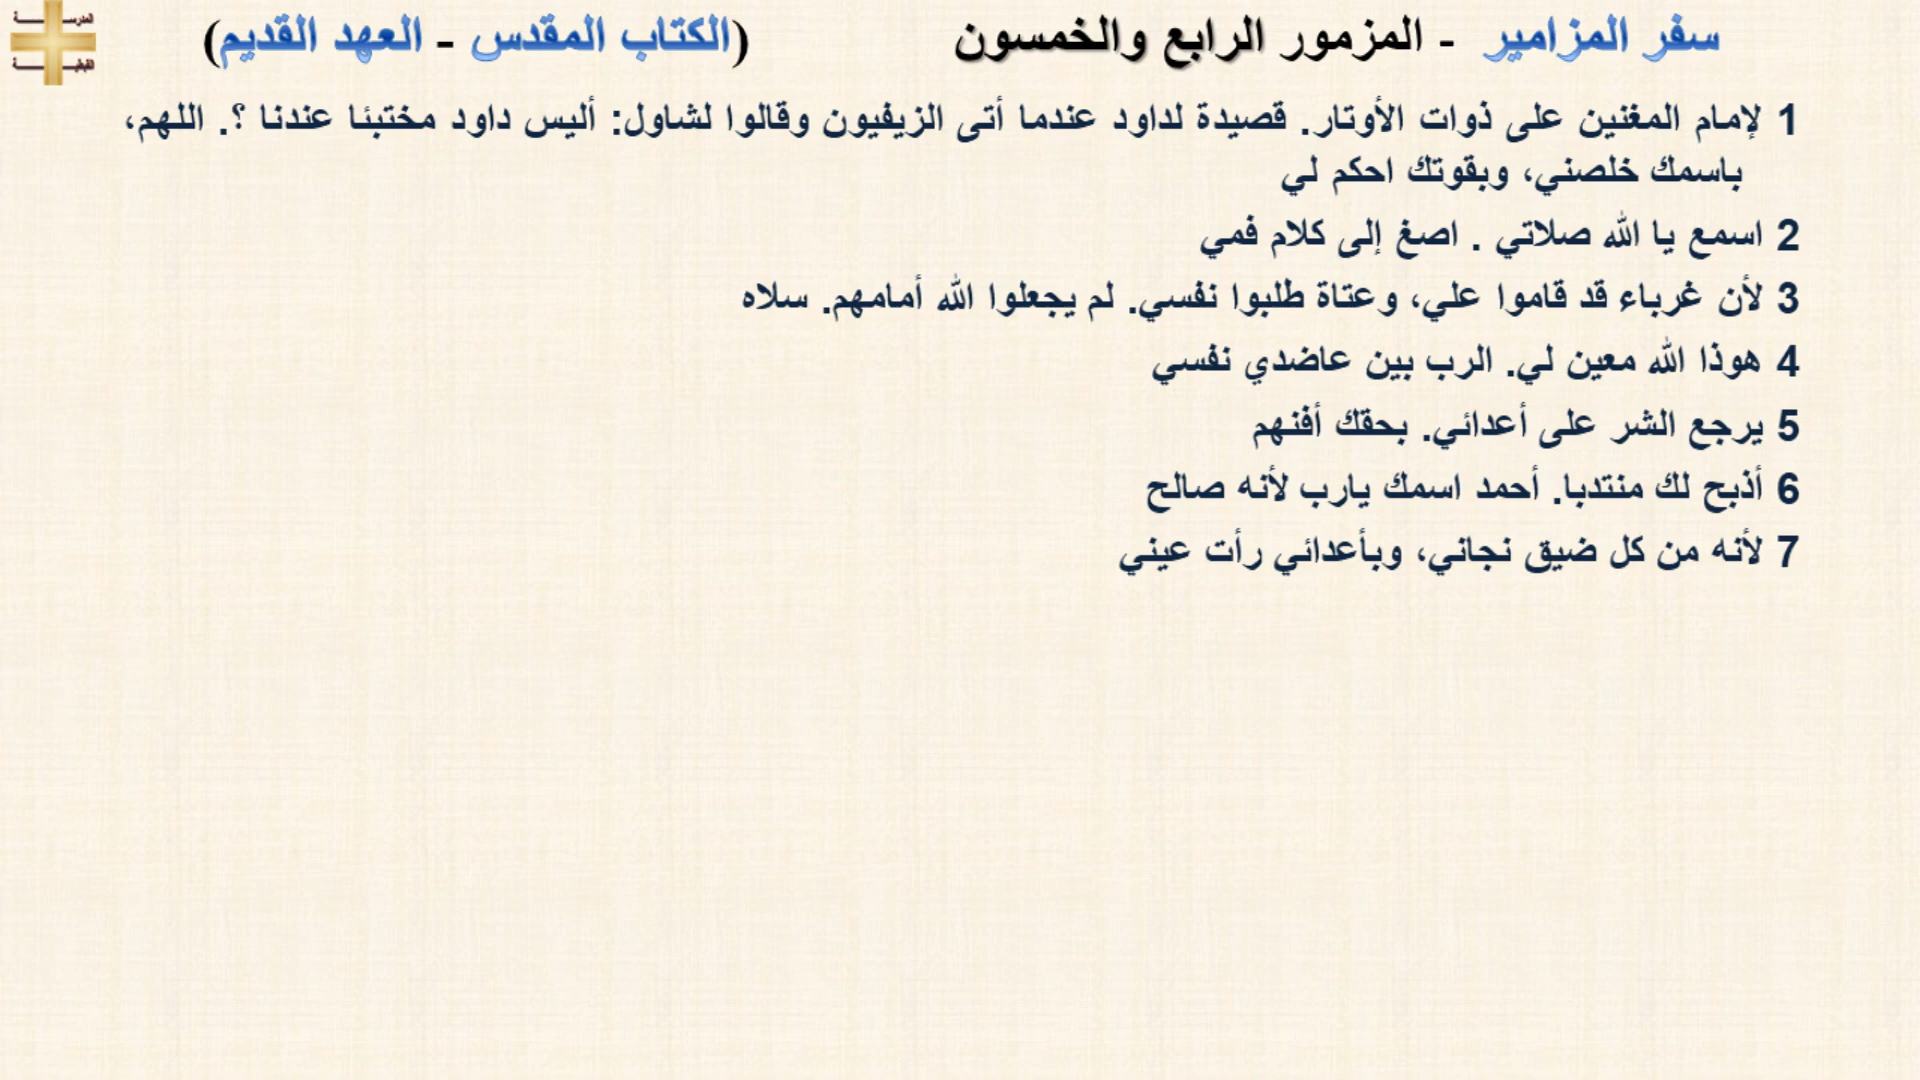 سفر المزامير - المزمور الرابع والخمسون (الكتاب المقدس - العهد القديم)
1 لإمام المغنين على ذوات الأوتار. قصيدة لداود عندما أتى الزيفيون وقالوا لشاول: أليس داود مختبئا عندنا ؟. اللهم،
باسمك خلصني، وبقوتك احكم لي
2 اسمع يا الله صلاتي . اصغ إلى كلام فمي
3 لأن غرباء قد قاموا علي، وعتاة طلبوا نفسي. لم يجعلوا الله أمامهم. سلاه
4 هوذا الله معين لي. الرب بين عاضدي نفسي
5 يرجع الشر على أعدائي. بحقك أفنهم
6 أذبح لك منتدبا. أحمد اسمك يارب لأنه صالح
7 لأنه من كل ضيق نجاني، وبأعدائي رأت عيني